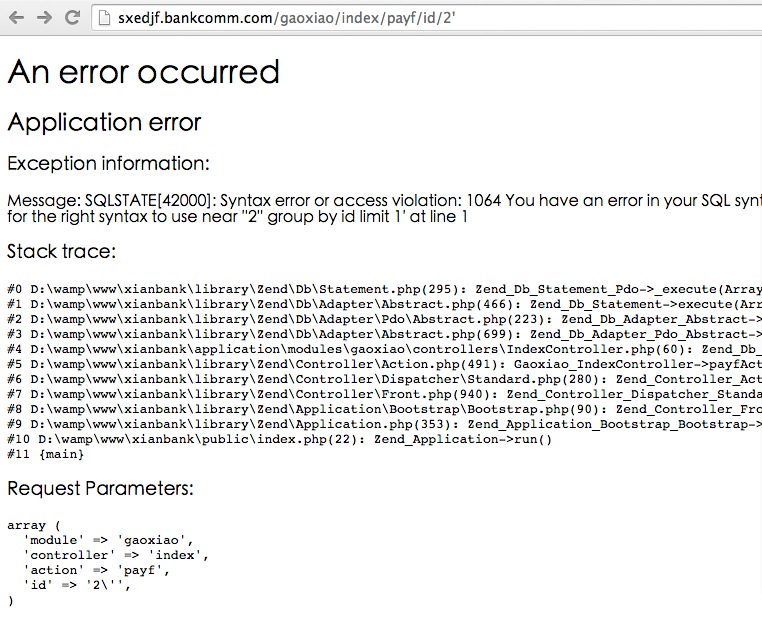 sxedjf.bankcomm.com/gaoxiao/index/payf/id/2'
An error occurred
Application error
Exception information:
Message: SQLSTATE[42000]: Syntax error or access violation: 1064 You have an error in your SQL synt
for the right syntax to use near ''2'' group by id limit 1' at line 1
Stack trace:
#0 D:\wamp\www\xianbank\library\Zend\Db\Statement.php(295): Zend_Db_Statement_Pdo->_execute(Array
#1 D:\wamp\www\xianbank\library\Zend\Db\Adapter\Abstract.php(466): Zend_Db_Statement->execute(Arr
#2 D:\wamp\www\xianbank\library\Zend\Db\Adapter\Pdo\Abstract.php(223): Zend_Db_Adapter_Abstract->
#3 D:\wamp\www\xianbank\library\Zend\Db\Adapter\Abstract.php(699): Zend_Db_Adapter_Pdo_Abstract->
#4 D:\wamp\www\xianbank\application\modules\gaoxiao\controllers\IndexController.php(60): Zend_Db_
#5 D:\wamp\www\xianbank\library\Zend\Controller\Action.php(491): Gaoxiao_IndexController->payfAct
#6 D:\wamp\www\xianbank\library\Zend\Controller\Dispatcher\Standard.php(280): Zend_Controller_Act
#7 D:\wamp\www\xianbank\library\Zend\Controller\Front.php(940): Zend_Controller_Dispatcher_Standa
#8 D:\wamp\www\xianbank\library\Zend\Application\Bootstrap\Bootstrap.php(90): Zend_Controller_Fro
#9 D:\wamp\www\xianbank\library\Zend\Application.php(353): Zend_Application_Bootstrap_Bootstrap->
#10 D:\wamp\www\xianbank\public\index.php(22): Zend_Application->run()
#11 {main}
Request Parameters:
array (
'module' => 'gaoxiao',
'controller' => 'index',
'action' => 'payf',
'id' => '2\'',
)